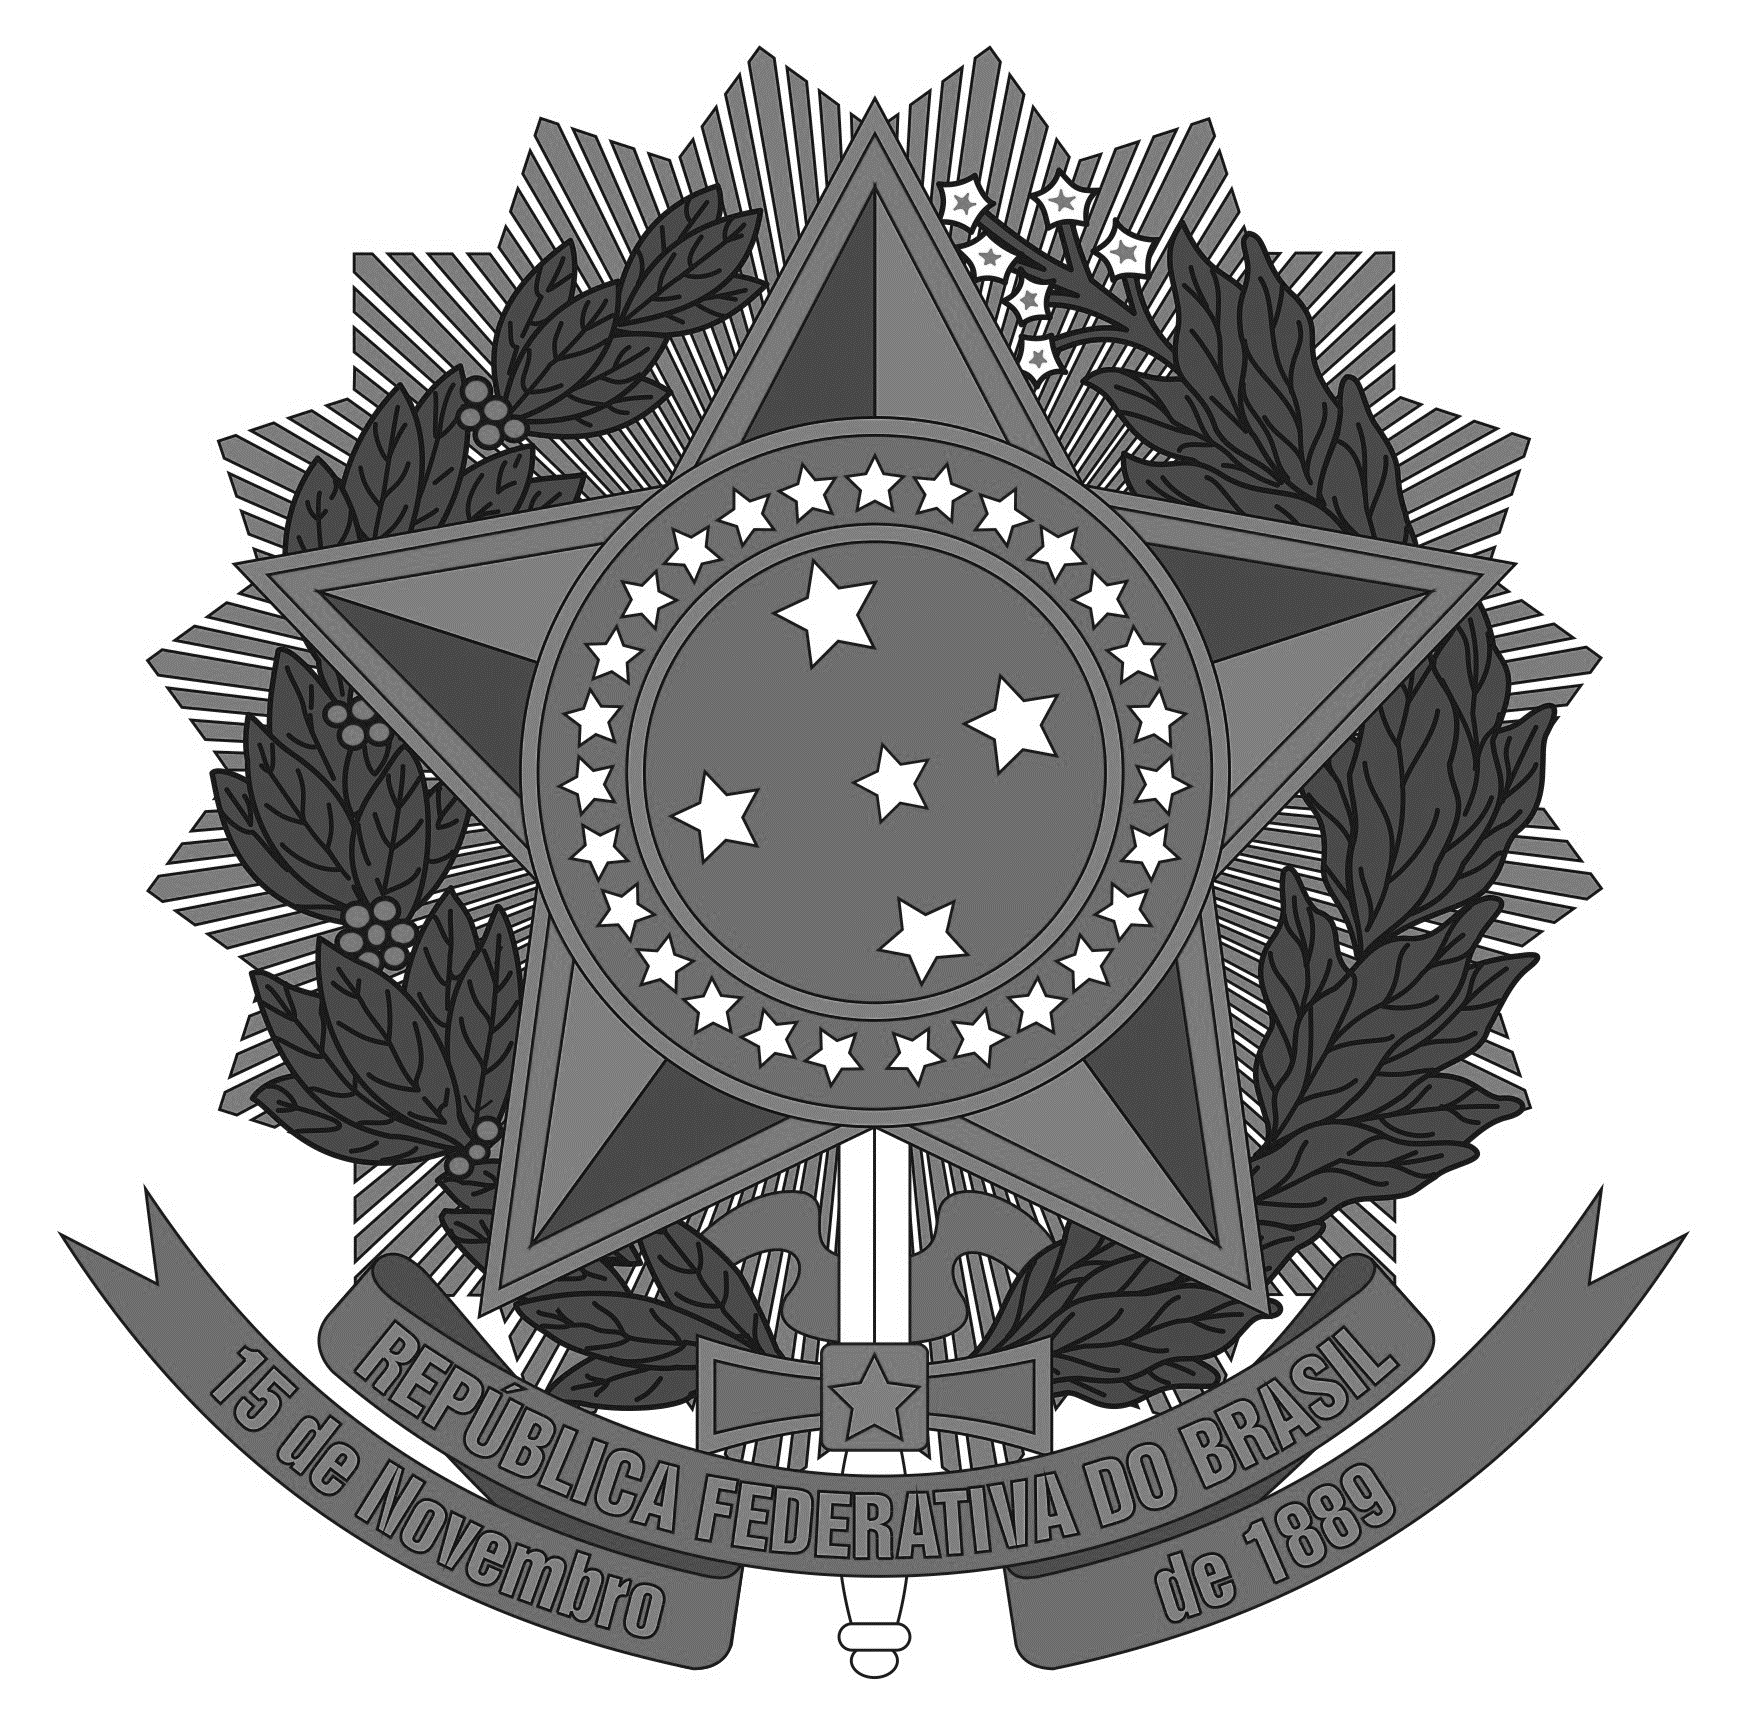 REPÚBLICA FEDERATIVA DO BRASIL
15 de Novembro
de 1889